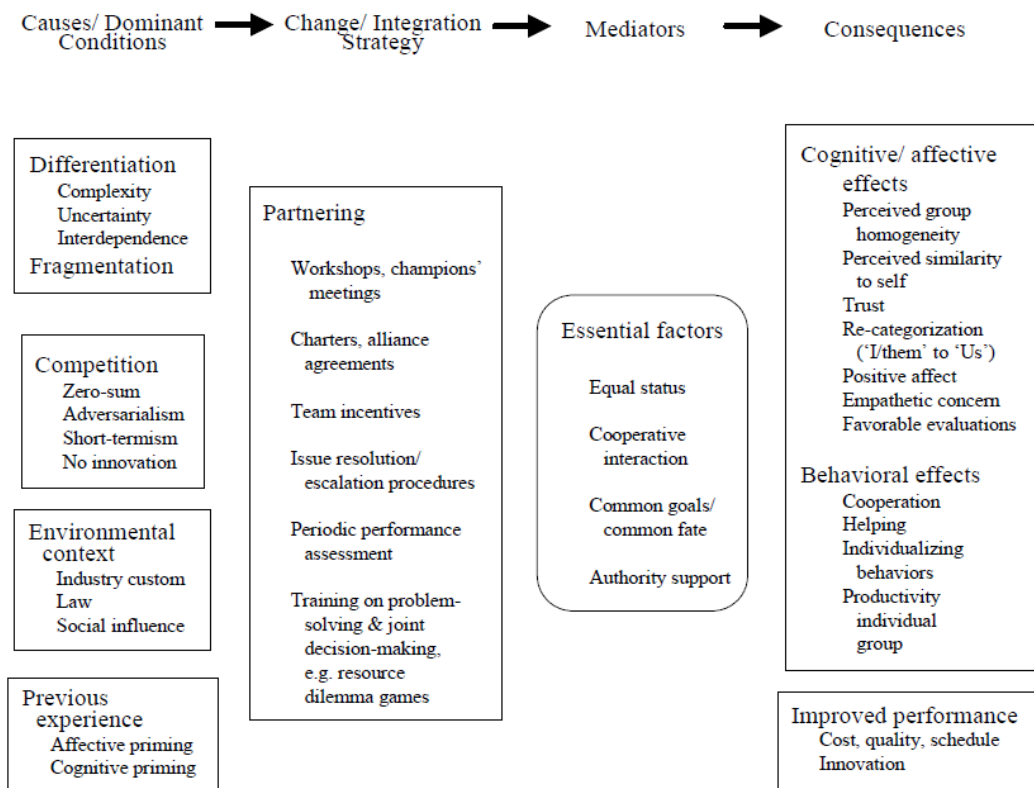 Causes/ Dominant
Conditions
Change/ Integration
Strategy
Mediators
Consequences
Differentiation
Complexity
Uncertainty
Interdependence
Fragmentation
Competition
Zero-sum
Adversarialism
Short-termism
No innovation
Environmental
context
Industry custom
Law
Social influence
Previous
experience
Affective priming
Cognitive priming
Partnering
Workshops, champions’
meetings
Charters, alliance
agreements
Team incentives
Issue resolution/
escalation procedures
Periodic performance
assessment
Training on problem-
solving & joint
decision-making,
e.g. resource
dilemma games
Essential factors
Equal status
Cooperative
interaction
Common goals/
common fate
Authority support
Cognitive/ affective
effects
Perceived group
homogeneity
Perceived similarity
to self
Trust
Re-categorization
(‘I/them’ to ‘Us’)
Positive affect
Empathetic concern
Favorable evaluations
Behavioral effects
Cooperation
Helping
Individualizing
behaviors
Productivity
individual
group
Improved performance
Cost, quality, schedule
Innovation